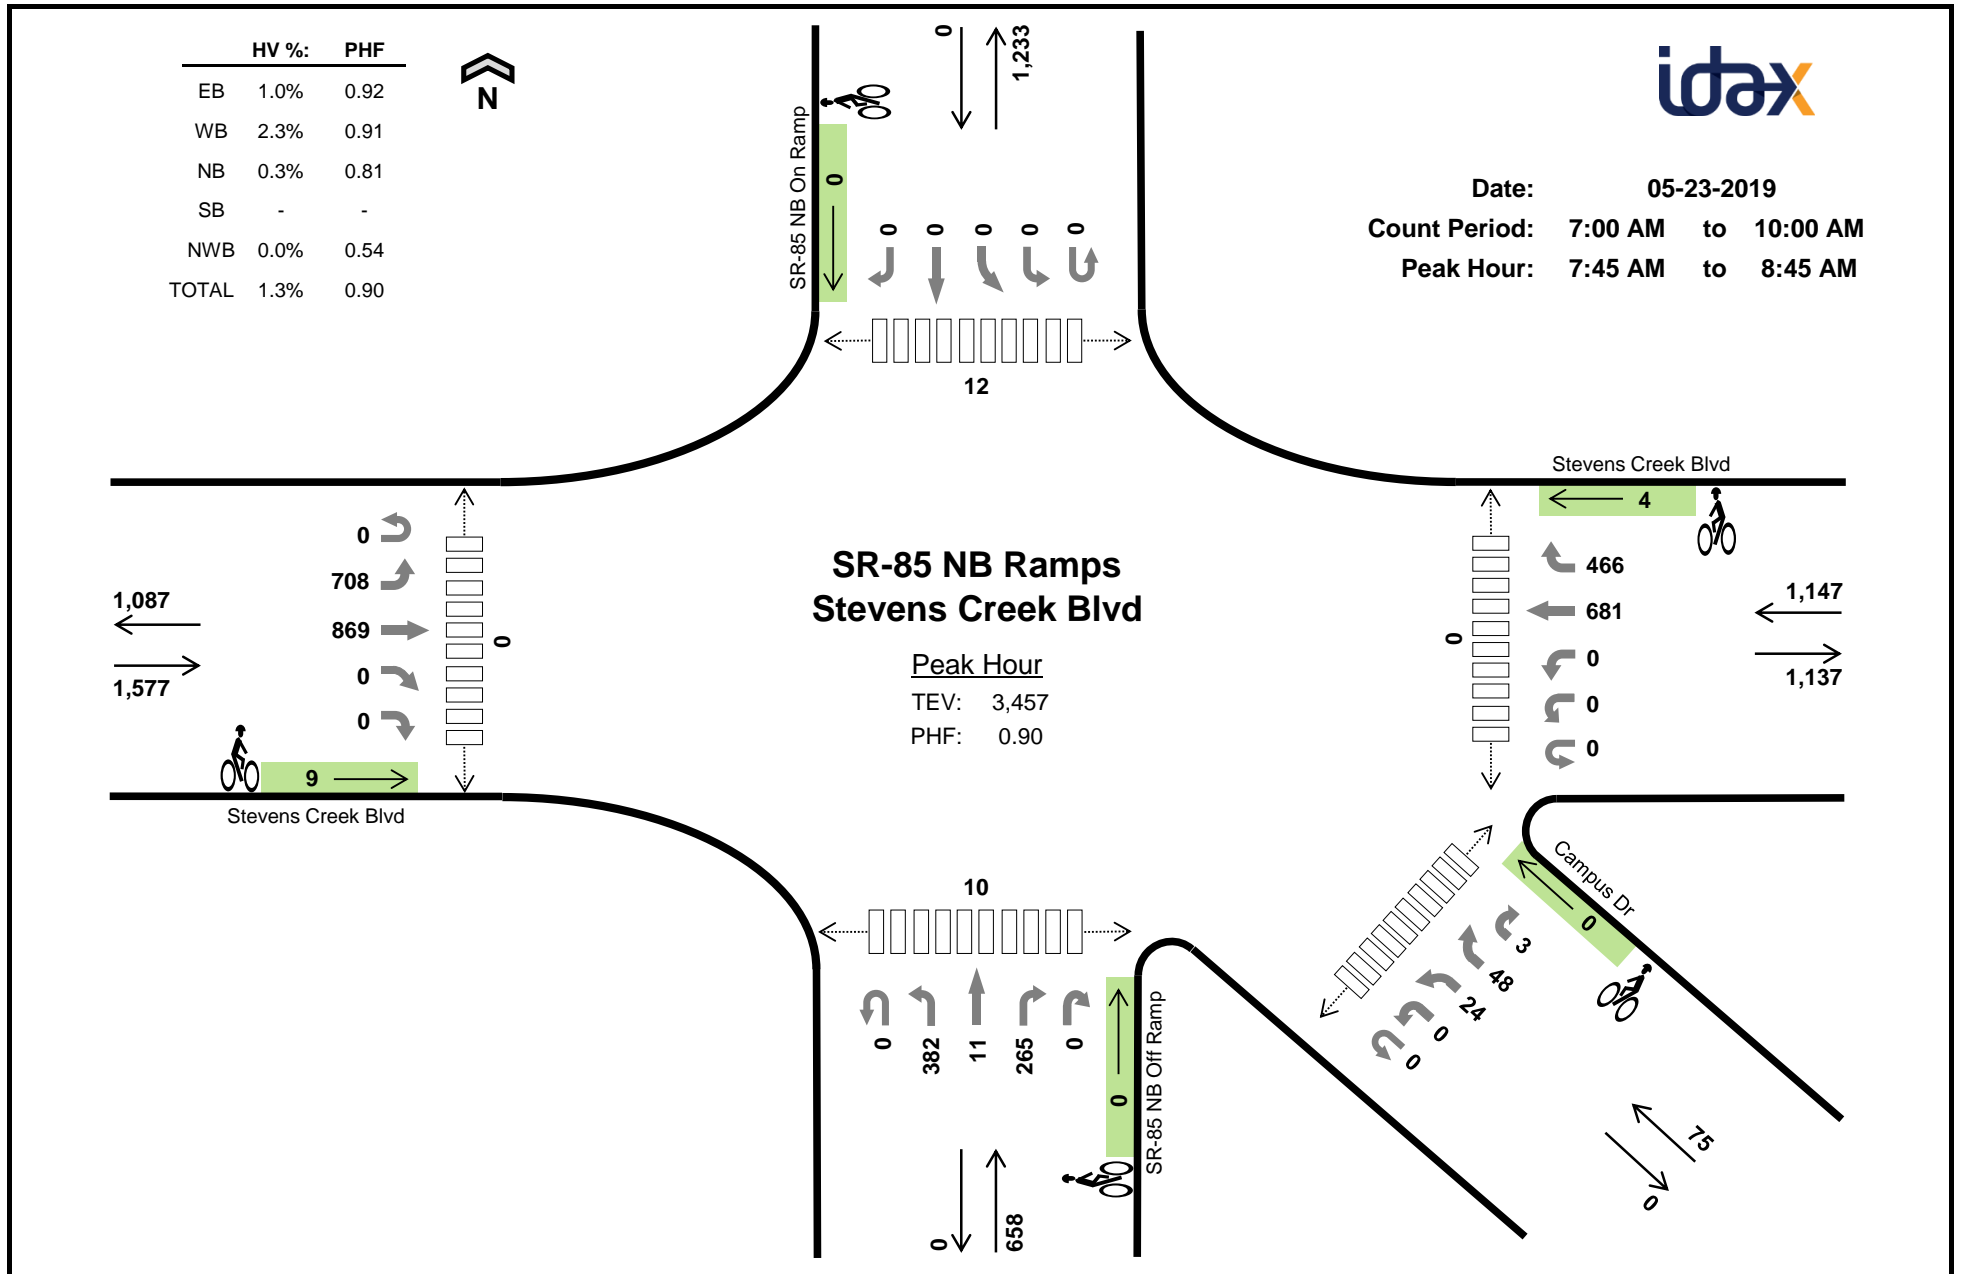 HV %: PHF
EB 1.0% 0.92
WB 2.3% 0.91
NB 0.3% 0.81
SB - -
NWB 0.0% 0.54
TOTAL 1.3% 0.90
N
idax
Date: 05-23-2019
Count Period: 7:00 AM to 10:00 AM
Peak Hour: 7:45 AM to 8:45 AM
0
1,233
SR-85 NB On Ramp
0
0 0 0 0 0
12
Stevens Creek Blvd
4
0
708
869
0
0
0
1,087
1,577
9
Stevens Creek Blvd
SR-85 NB Ramps
Stevens Creek Blvd
Peak Hour
TEV: 3,457
PHF: 0.90
0
466
681
0
0
0
1,147
1,137
10
0 382 11 265 0
0
SR-85 NB Off Ramp
0
658
Campus Dr
0
3
48
24
0
0
75
0